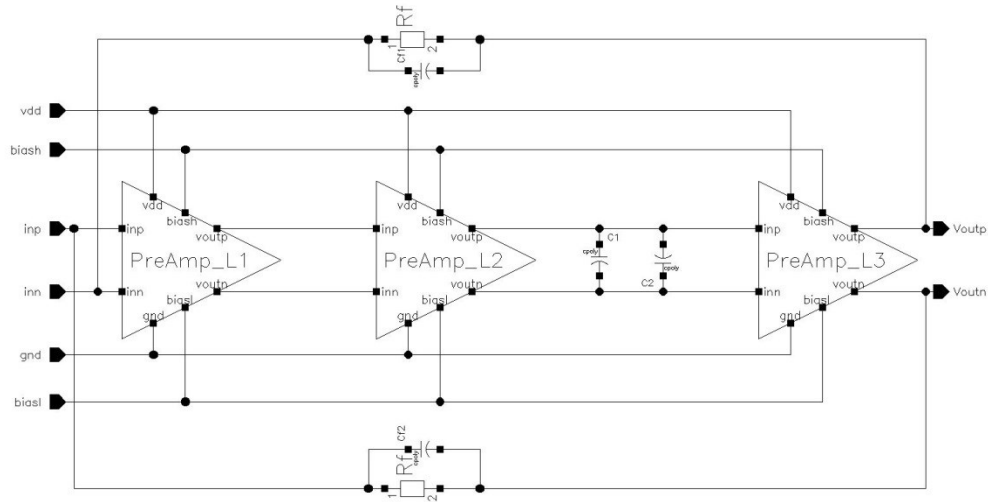 Rf
1 2
Cf1
cpoly
vdd
biash
vdd
biash
vdd
biash
vdd
biash
inp
inp
voutp
inp
voutp
C1
cpoly
cpoly
C2
inp
voutp
Voutp
PreAmp_L1
PreAmp_L2
PreAmp_L3
inn
inn
voutn
biasl
gnd
inn
voutn
biasl
gnd
inn
voutn
biasl
gnd
Voutn
gnd
biasl
Cf2
cpoly
Rf
1 2